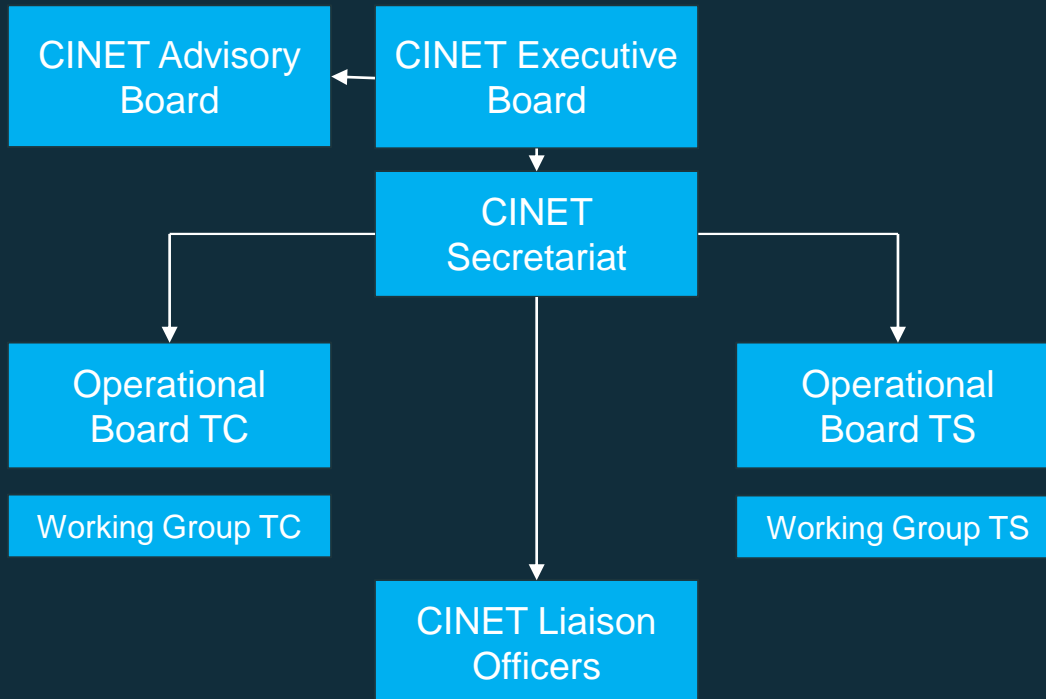 CINET Advisory
Board
CINET Executive
Board
CINET
Secretariat
Operational
Board TC
Operational
Board TS
Working Group TC
Working Group TS
CINET Liaison
Officers